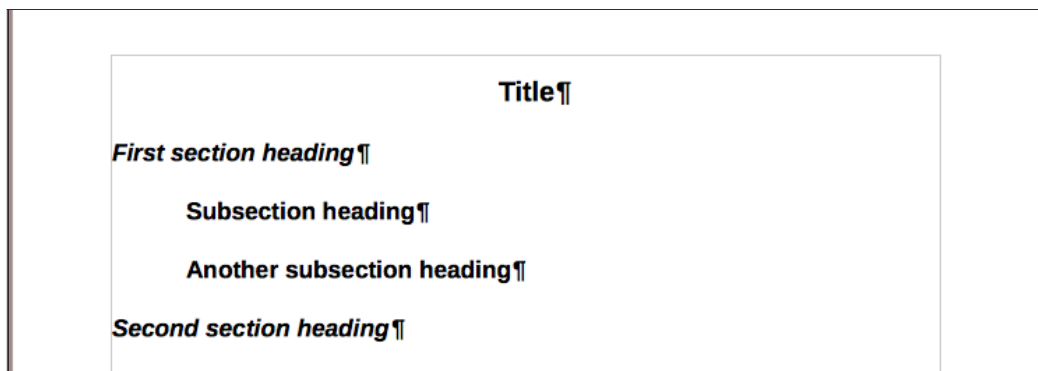 Title¶
First section heading¶
Subsection heading¶
Another subsection heading¶
Second section heading¶